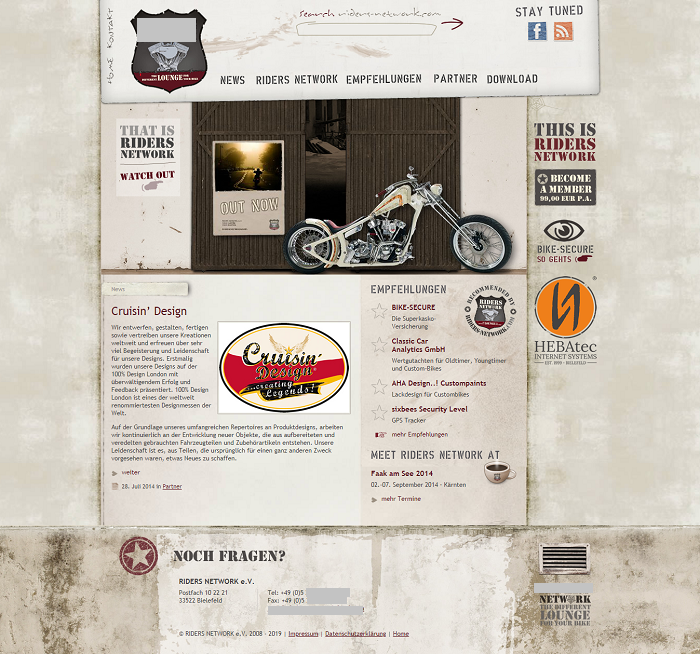 HOME KONTAKT
search riders-network.com
STAY TUNED
THE DIFFERENT LOUNGE FOR YOUR BIKE
NEWS RIDERS NETWORK EMPFEHLUNGEN PARTNER DOWNLOAD
THAT IS
RIDERS
NETWORK
WATCH OUT
OUT NOW
THIS IS
RIDERS
NETWORK
BECOME
A MEMBER
99,00 EUR P.A.
BIKE-SECURE
SO GEHTS
HEBAtec
INTERNET SYSTEMS
EST. 1995 - BIELEFELD
News
Cruisin' Design
Wir entwerfen, gestalten, fertigen
sowie vertreiben unsere Kreationen
weltweit und erfreuen über sehr
viel Begeisterung und Leidenschaft
für unsere Designs. Erstmalig
wurden unsere Designs auf der
100% Design London mit
überwältigendem Erfolg und
Feedback präsentiert. 100% Design
London ist eines der weltweit
renommiertesten Designmessen der
Welt.
Cruisin'
Design
...creating
Legends!
Auf der Grundlage unseres umfangreichen Repertoires an Produktdesigns, arbeiten
wir kontinuierlich an der Entwicklung neuer Objekte, die aus aufbereiteten und
veredelten gebrauchten Fahrzeugteilen und Zubehörartikeln entstehen. Unsere
Leidenschaft ist es, aus Teilen, die ursprünglich für einen ganz anderen Zweck
vorgesehen waren, etwas Neues zu schaffen.
weiter
28. Juli 2014 in Partner
EMPFEHLUNGEN
RECOMMENDED BY
RIDERS
NETWORK
RIDERS-NETWORK.COM
BIKE-SECURE
Die Superkasko-
Versicherung
Classic Car
Analytics GmbH
Wertgutachten für Oldtimer, Youngtimer
und Custom-Bikes
AHA Design..! Custompaints
Lackdesign für Custombikes
sixbees Security Level
GPS Tracker
mehr Empfehlungen
MEET RIDERS NETWORK AT
Faak am See 2014
02.-07. September 2014 - Kärnten
mehr Termine
NOCH FRAGEN?
RIDERS NETWORK e.V.
Postfach 10 22 21
33522 Bielefeld
Tel: +49 (0)5
Fax: +49 (0)5
NETWORK
THE DIFFERENT
LOUNGE
FOR YOUR BIKE
© RIDERS NETWORK e.V. 2008 - 2019 | Impressum | Datenschutzerklärung | Home